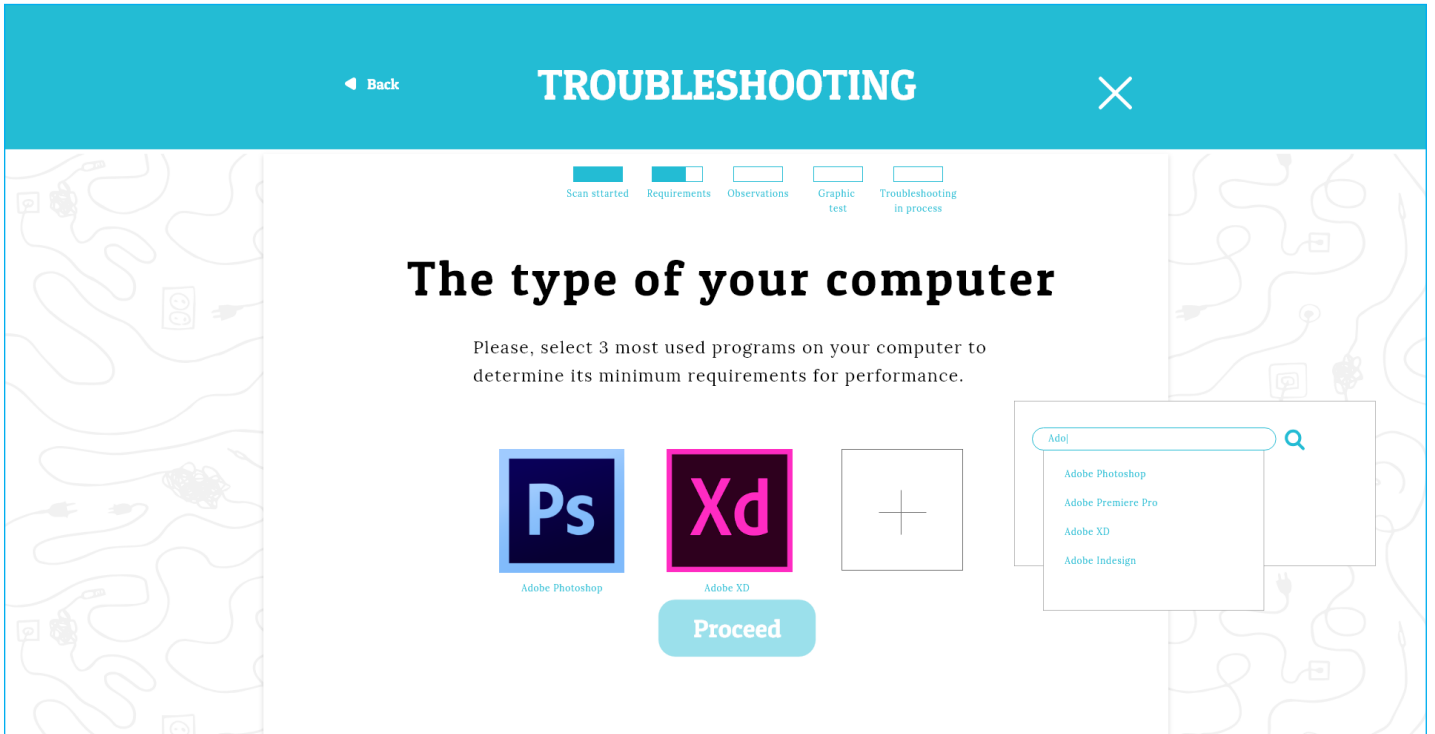 Back
TROUBLESHOOTING
Scan sttarted
Requirements
Observations
Graphic
test
Troubleshooting
in process
The type of your computer
Please, select 3 most used programs on your computer to
determine its minimum requirements for performance.
Ps
Xd
Adobe Photoshop
Adobe XD
Proceed
Ado
Adobe Photoshop
Adobe Premiere Pro
Adobe XD
Adobe Indesign